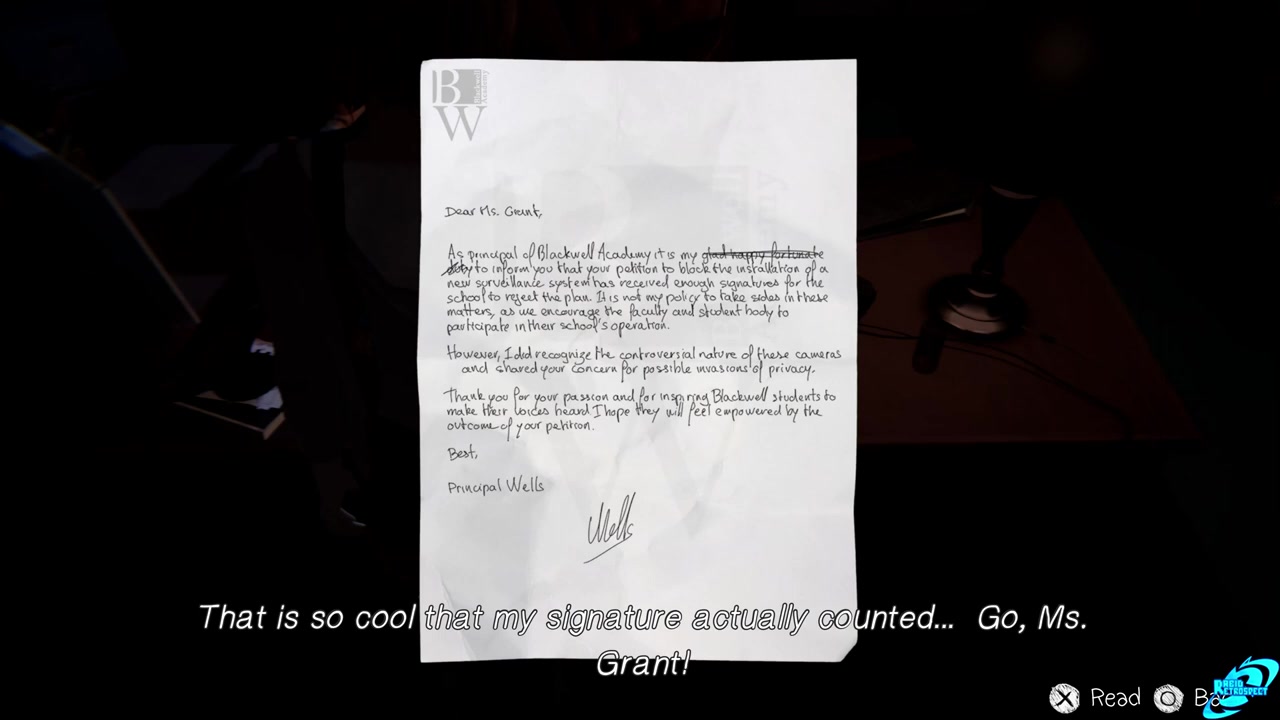 BW
Blackwell Academy
Dear Ms. Grant,
As principal of Blackwell Academy it is my glad happy fortunate
duty to inform you that your petition to block the installation of a
new surveillance system has received enough signatures for the
school to reject the plan. It is not my policy to take sides in these
matters, as we encourage the faculty and student body to
participate in their school's operation.
However, I did recognize the controversial nature of these cameras
and shared your concern for possible invasions of privacy.
Thank you for your passion and for inspiring Blackwell students to
make their voices heard I hope they will feel empowered by the
outcome of your petition.
Best,
Principal Wells
Wells
That is so cool that my signature actually counted... Go, Ms.
Grant!
Read
RETROSPECT